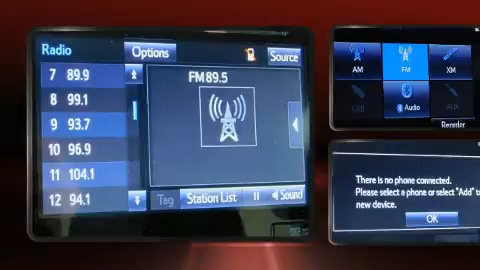 Radio
Options
Source
7 89.9
8 99.1
9 93.7
10 96.9
11 104.1
12 94.1
FM 89.5
Tag
Station List
Sound
AM
FM
XM
USB
Audio
AUX
Reorder
There is no phone connected.
Please select a phone or select "Add" to
new device.
OK